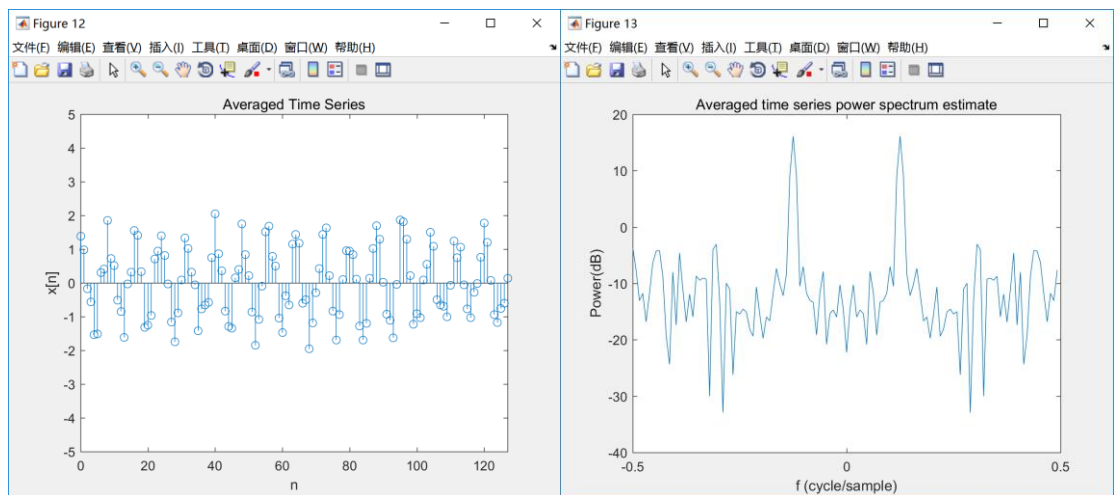 Figure 12
文件(F) 编辑(E) 查看(V) 插入(I) 工具(T) 桌面(D) 窗口(W) 帮助(H)
Averaged Time Series
5
4
3
2
1
0
-1
-2
-3
-4
-5
x[n]
0 20 40 60 80 100 120
n
Figure 13
文件(F) 编辑(E) 查看(V) 插入(I) 工具(T) 桌面(D) 窗口(W) 帮助(H)
Averaged time series power spectrum estimate
20
10
0
-10
-20
-30
-40
Power(dB)
-0.5 0 0.5
f (cycle/sample)